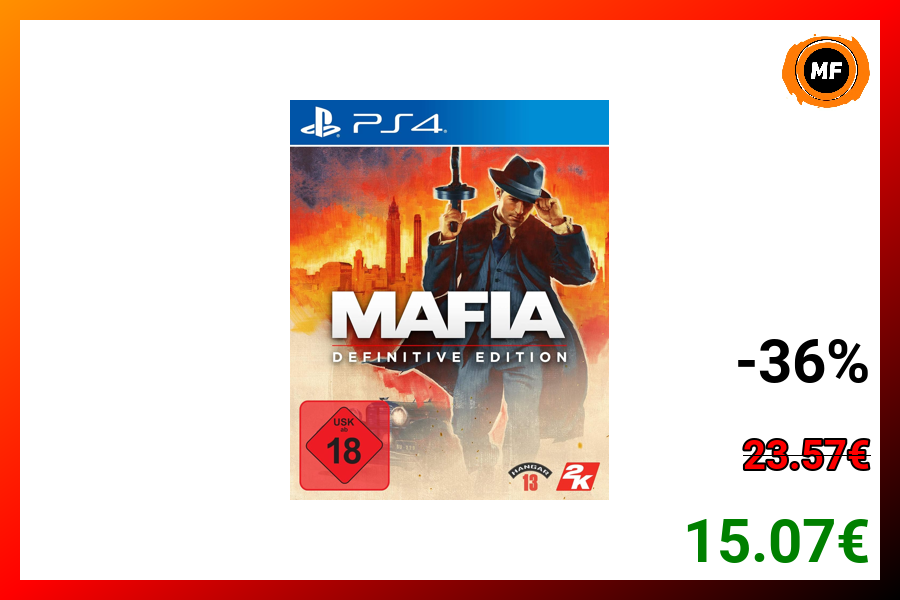 MF
PS4
MAFIA
DEFINITIVE EDITION
USK
ab
18
HANGAR
13
2K
-36%
23.57€
15.07€